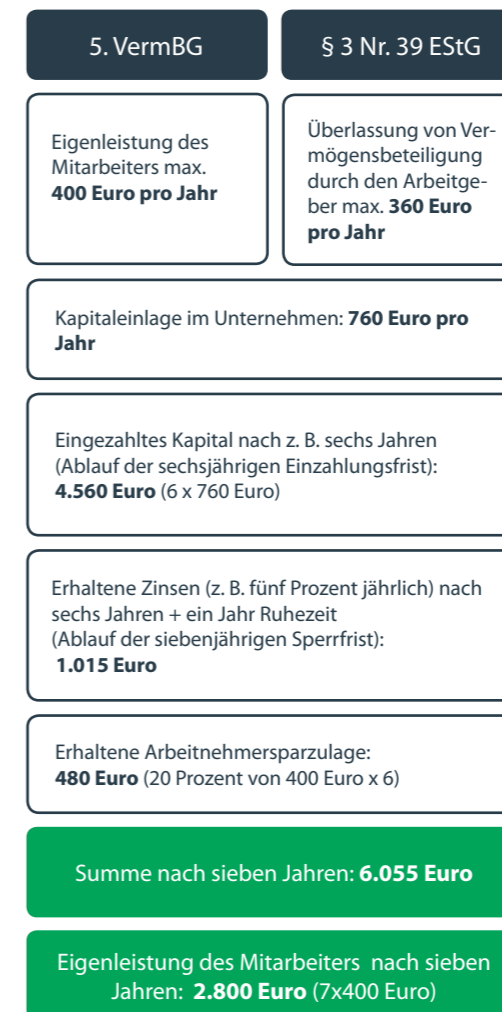 5. VermBG
§ 3 Nr. 39 EStG
Eigenleistung des
Mitarbeiters max.
400 Euro pro Jahr
Überlassung von Ver-
mögensbeteiligung
durch den Arbeitge-
ber max. 360 Euro
pro Jahr
Kapitaleinlage im Unternehmen: 760 Euro pro
Jahr
Eingezahltes Kapital nach z. B. sechs Jahren
(Ablauf der sechsjährigen Einzahlungsfrist):
4.560 Euro (6 x 760 Euro)
Erhaltene Zinsen (z. B. fünf Prozent jährlich) nach
sechs Jahren + ein Jahr Ruhezeit
(Ablauf der siebenjährigen Sperrfrist):
1.015 Euro
Erhaltene Arbeitnehmersparzulage:
480 Euro (20 Prozent von 400 Euro x 6)
Summe nach sieben Jahren: 6.055 Euro
Eigenleistung des Mitarbeiters nach sieben
Jahren: 2.800 Euro (7x400 Euro)